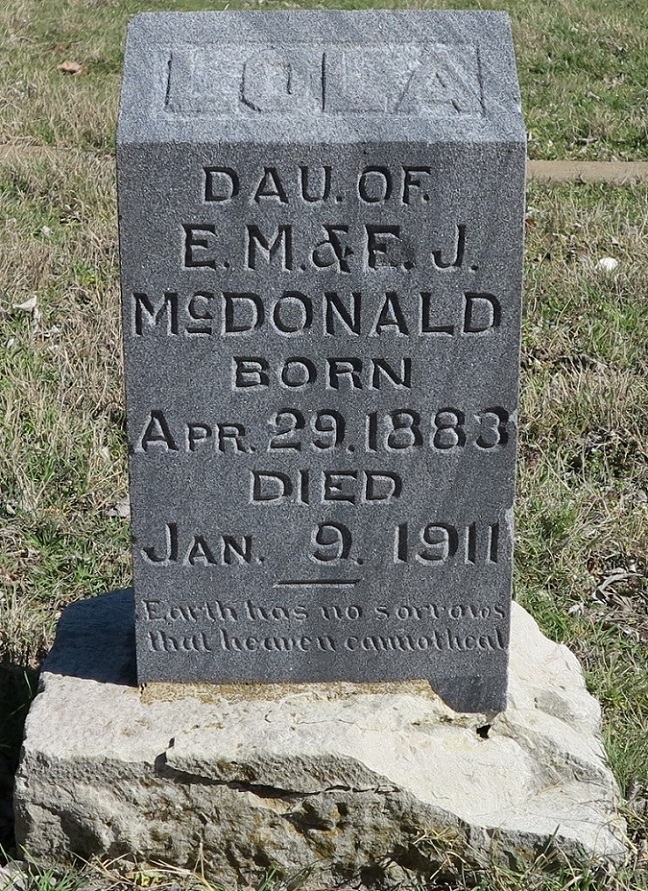 LOLA
DAU. OF.
E. M. & E. J.
McDONALD
BORN
APR. 29. 1883
DIED
JAN. 9. 1911
Earth has no sorrows
that heaven cannot heal